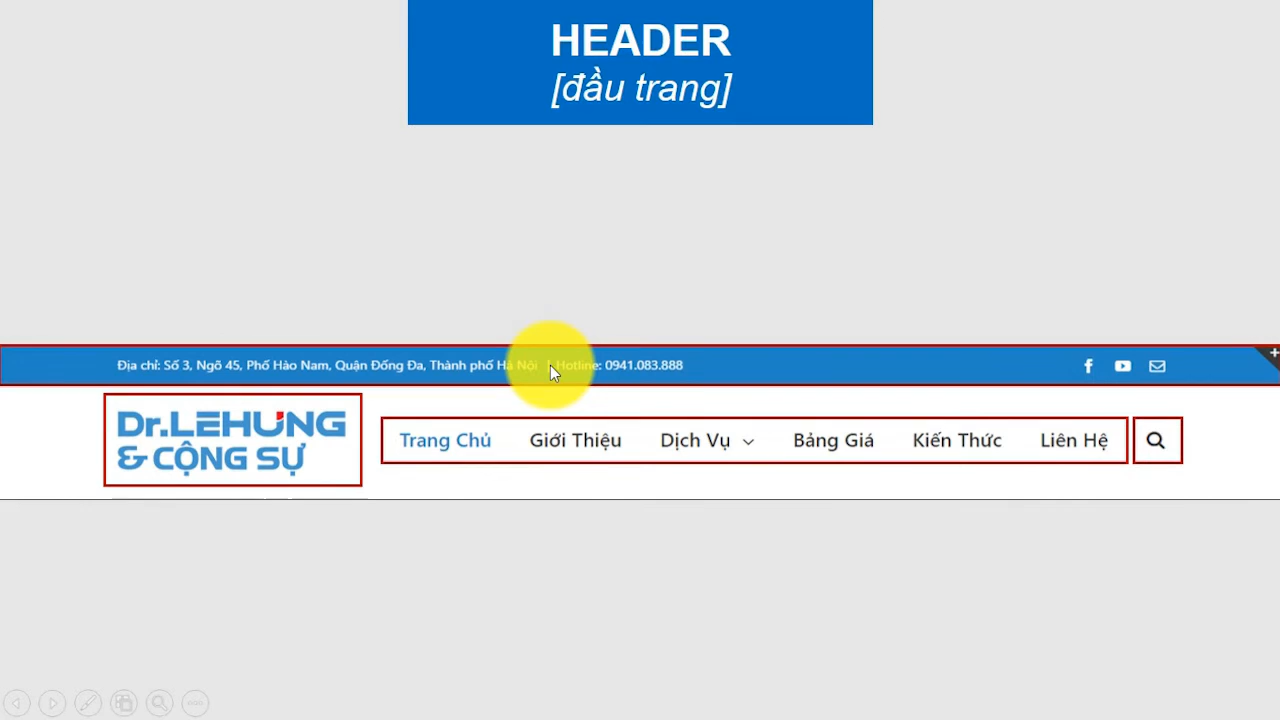 HEADER
[đầu trang]
Địa chỉ: Số 3, Ngõ 45, Phố Hào Nam, Quận Đống Đa, Thành phố Hà Nội | Hotline: 0941.083.888
Dr.LEHÙNG
& CỘNG SỰ
Trang Chủ Giới Thiệu Dịch Vụ Bảng Giá Kiến Thức Liên Hệ